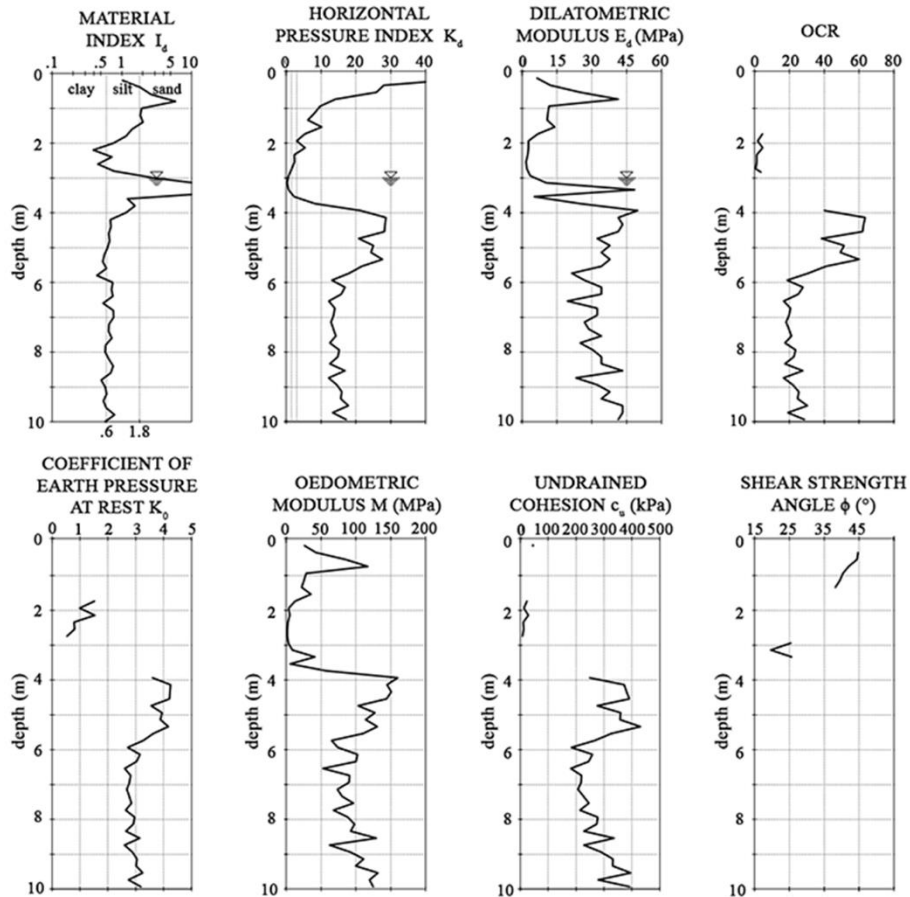 MATERIAL
INDEX I_d
.1 .5 1 5 10
clay silt sand
0
2
4
6
8
10
depth (m)
.6 1.8
HORIZONTAL
PRESSURE INDEX K_d
0 10 20 30 40
0
2
4
6
8
10
depth (m)
DILATOMETRIC
MODULUS E_d (MPa)
0 15 30 45 60
0
2
4
6
8
10
depth (m)
OCR
0 20 40 60 80
0
2
4
6
8
10
depth (m)
COEFFICIENT OF
EARTH PRESSURE
AT REST K_0
0 1 2 3 4 5
0
2
4
6
8
10
depth (m)
OEDOMETRIC
MODULUS M (MPa)
0 50 100 150 200
0
2
4
6
8
10
depth (m)
UNDRAINED
COHESION c_u (kPa)
0 100 200 300 400 500
0
2
4
6
8
10
depth (m)
SHEAR STRENGTH
ANGLE ϕ (°)
15 25 35 45
0
2
4
6
8
10
depth (m)